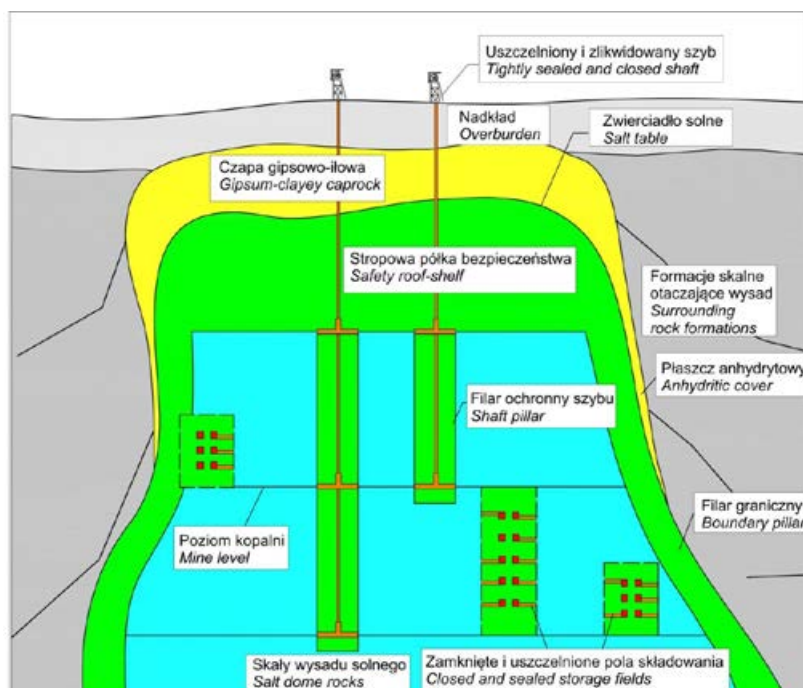 Uszczelniony i zlikwidowany szyb
Tightly sealed and closed shaft
Nadkład
Overburden
Zwierciadło solne
Salt table
Czapa gipsowo-iłowa
Gipsum-clayey caprock
Stropowa półka bezpieczeństwa
Safety roof-shelf
Formacje skalne
otaczające wysad
Surrounding
rock formations
Płaszcz anhydrytowy
Anhydritic cover
Filar ochronny szybu
Shaft pillar
Filar graniczny
Boundary pillar
Poziom kopalni
Mine level
Skały wysadu solnego
Salt dome rocks
Zamknięte i uszczelnione pola składowania
Closed and sealed storage fields